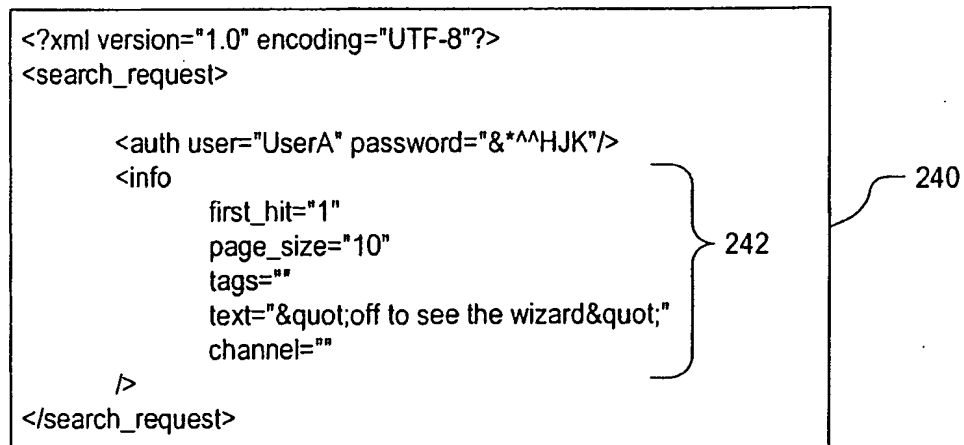 <?xml version="1.0" encoding="UTF-8"?>
<search_request>
<auth user="UserA" password="&*^^HJK"/>
<info
first_hit="1"
page_size="10"
tags=""
text="&quot;off to see the wizard&quot;"
channel=""
/>
</search_request>
242
240